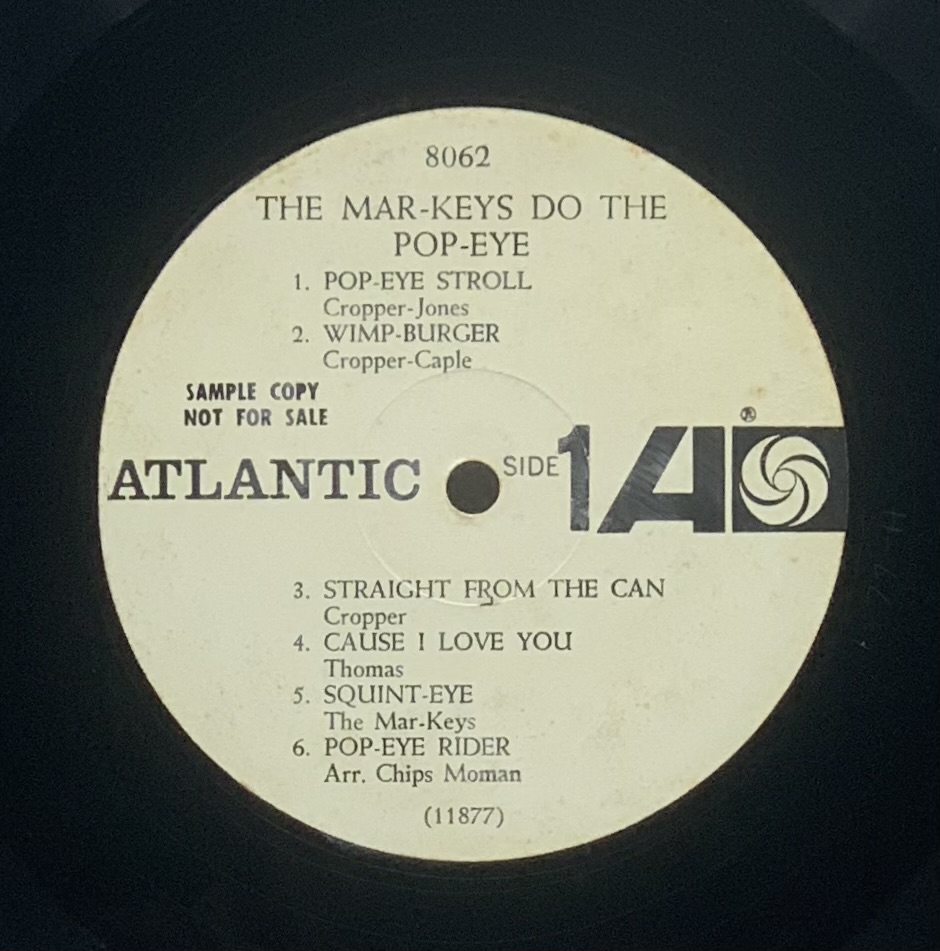 8062
THE MAR-KEYS DO THE
POP-EYE
1. POP-EYE STROLL
Cropper-Jones
2. WIMP-BURGER
Cropper-Caple
SAMPLE COPY
NOT FOR SALE
ATLANTIC
SIDE 1
A
®
3. STRAIGHT FROM THE CAN
Cropper
4. CAUSE I LOVE YOU
Thomas
5. SQUINT-EYE
The Mar-Keys
6. POP-EYE RIDER
Arr. Chips Moman
(11877)